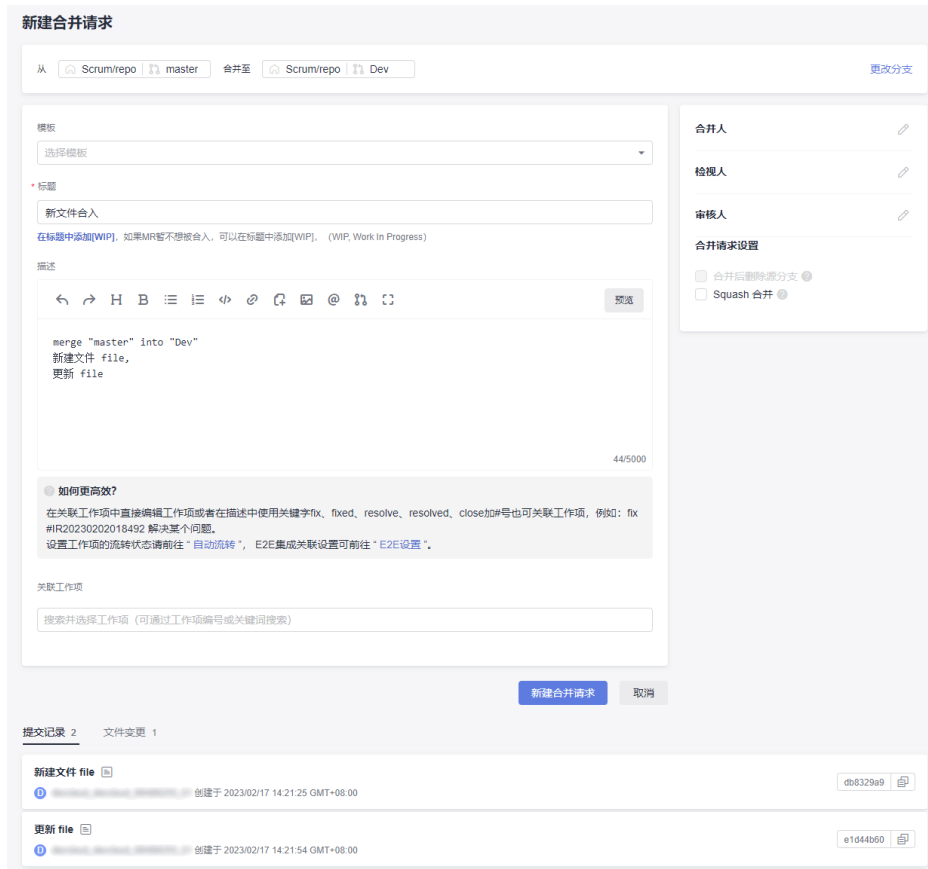 新建合并请求
从 Scrum/repo master 合并至 Scrum/repo Dev 更改分支
模板
选择模板
* 标题
新文件合入
在标题中添加[WIP]，如果MR暂不想被合入，可以在标题中添加[WIP]，（WIP, Work In Progress）
描述
H B @ 预览
merge "master" into "Dev"
新建文件 file,
更新 file
44/5000
如何更高效?
在关联工作项中直接编辑工作项或者在描述中使用关键字fix、fixed、resolve、resolved、close加#号也可关联工作项，例如：fix
#IR20230202018492 解决某个问题。
设置工作项的流转状态请前往“自动流转”， E2E集成关联设置可前往“E2E设置”。
关联工作项
搜索并选择工作项（可通过工作项编号或关键词搜索）
合并人
检视人
审核人
合并请求设置
合并后删除源分支
Squash 合并
新建合并请求 取消
提交记录 2 文件变更 1
新建文件 file
D 创建于 2023/02/17 14:21:25 GMT+08:00
db8329a9
更新 file
D 创建于 2023/02/17 14:21:54 GMT+08:00
e1d44b60